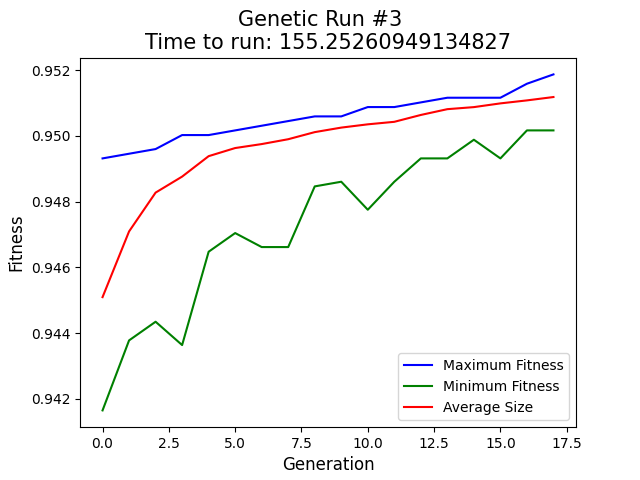 Genetic Run #3
Time to run: 155.25260949134827
0.952
0.950
0.948
0.946
0.944
0.942
Fitness
Maximum Fitness
Minimum Fitness
Average Size
0.0 2.5 5.0 7.5 10.0 12.5 15.0 17.5
Generation